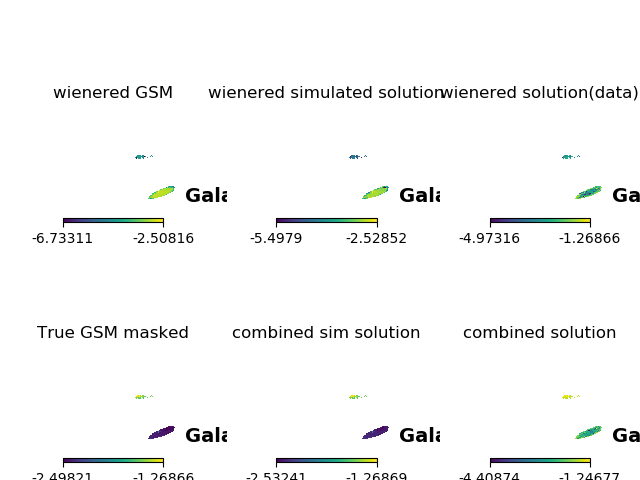 wienered GSM wienered simulated solution wienered solution(data)
Gala Gala Ga
-6.73311 -2.50816 -5.4979 -2.52852 -4.97316 -1.26866
True GSM masked combined sim solution combined solution
Gala Gala Ga
-2.49821 -1.26866 -2.53241 -1.26869 -4.40874 -1.24677